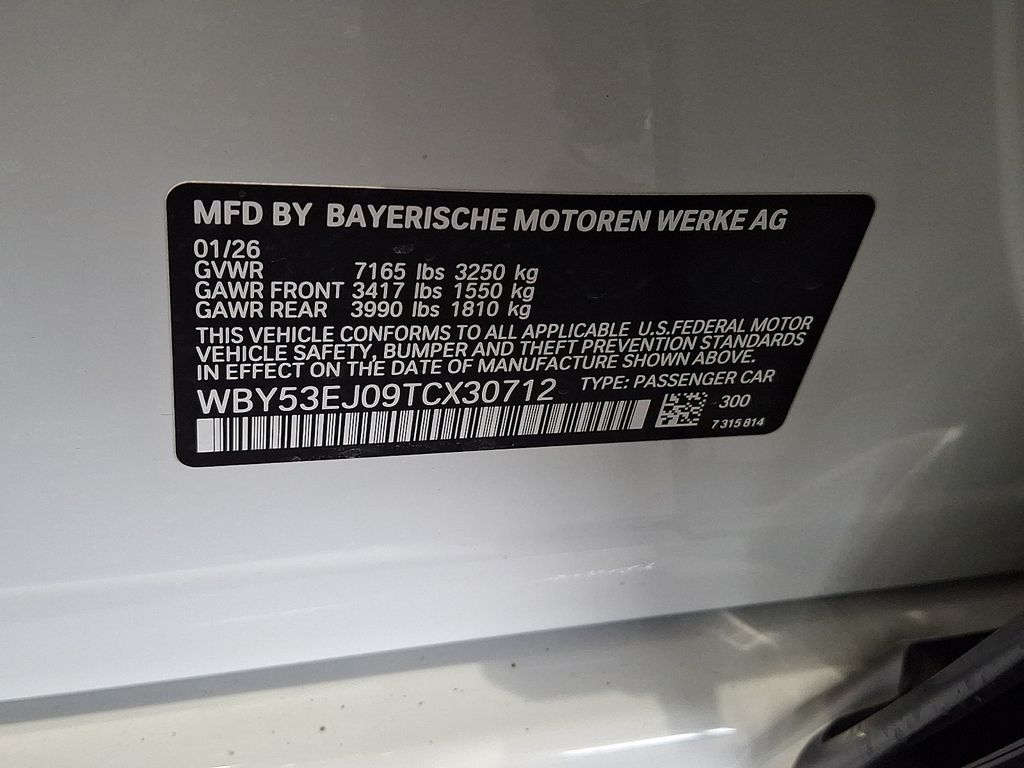 MFD BY BAYERISCHE MOTOREN WERKE AG
01/26
GVWR 7165 lbs 3250 kg
GAWR FRONT 3417 lbs 1550 kg
GAWR REAR 3990 lbs 1810 kg
THIS VEHICLE CONFORMS TO ALL APPLICABLE U.S.FEDERAL MOTOR
VEHICLE SAFETY, BUMPER AND THEFT PREVENTION STANDARDS
IN EFFECT ON THE DATE OF MANUFACTURE SHOWN ABOVE.
WBY53EJ09TCX30712 TYPE: PASSENGER CAR
300
7 315 814